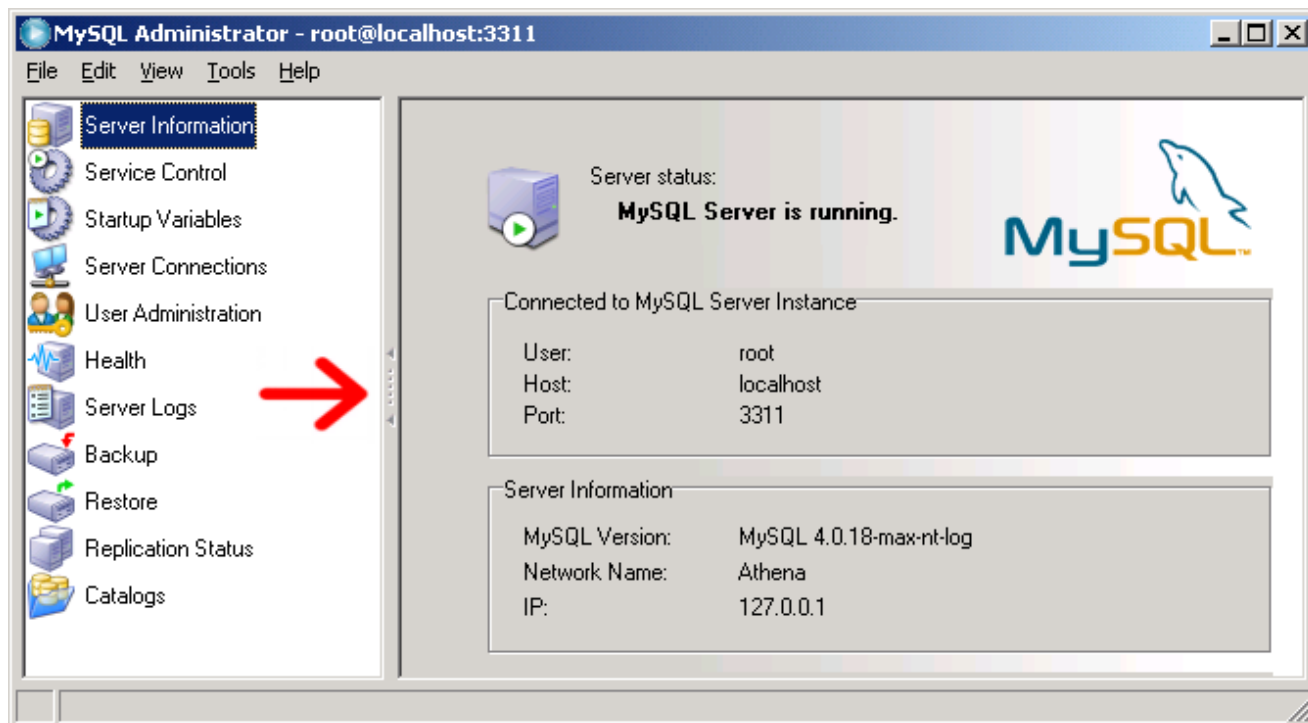 MySQL Administrator - root@localhost:3311
File Edit View Tools Help
Server Information
Service Control
Startup Variables
Server Connections
User Administration
Health
Server Logs
Backup
Restore
Replication Status
Catalogs
Server status:
MySQL Server is running.
MySQL™
Connected to MySQL Server Instance
User: root
Host: localhost
Port: 3311
Server Information
MySQL Version: MySQL 4.0.18-max-nt-log
Network Name: Athena
IP: 127.0.0.1